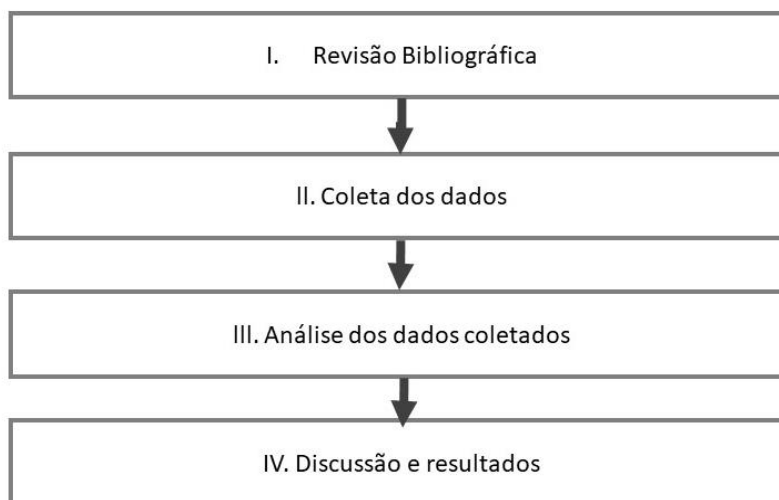 I. Revisão Bibliográfica
II. Coleta dos dados
III. Análise dos dados coletados
IV. Discussão e resultados